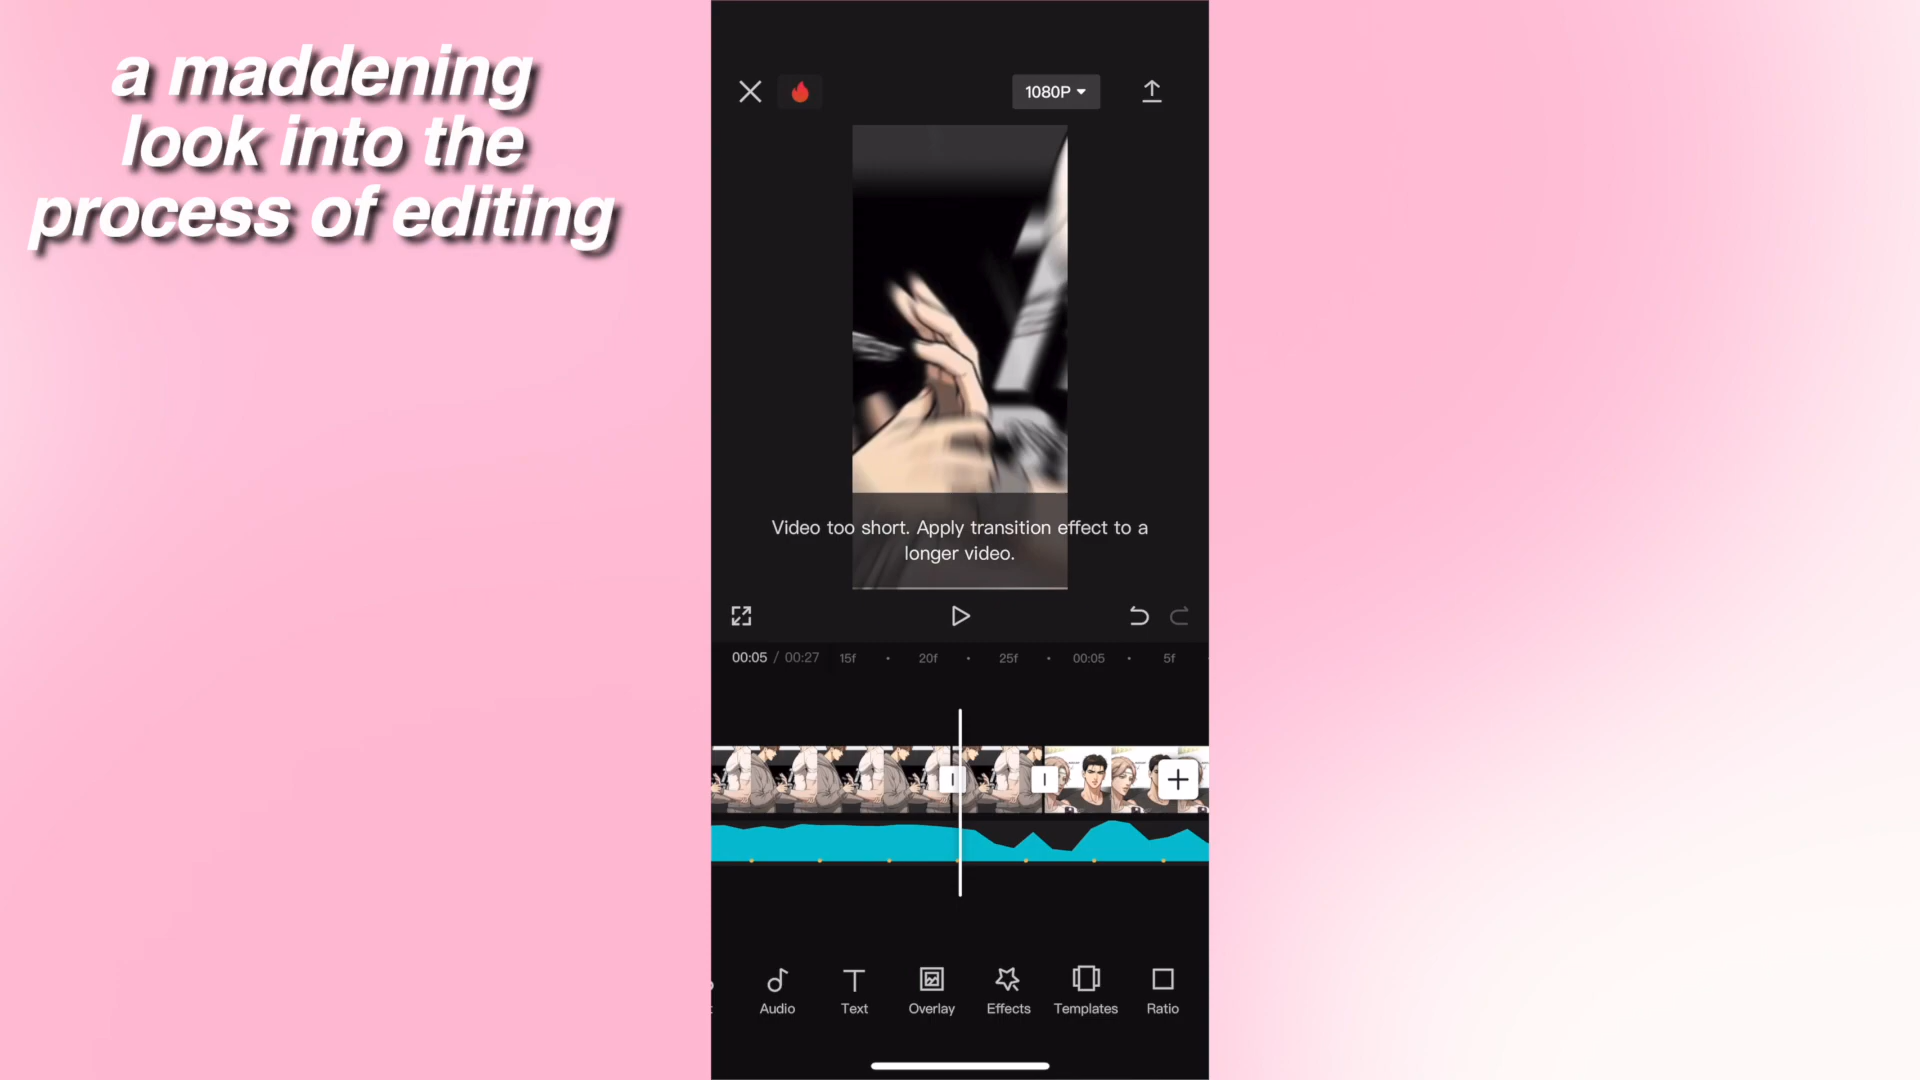 a maddening
look into the
process of editing
1080P
Video too short. Apply transition effect to a
longer video.
00:05 / 00:27 15f 20f 25f 00:05 5f
Audio Text Overlay Effects Templates Ratio